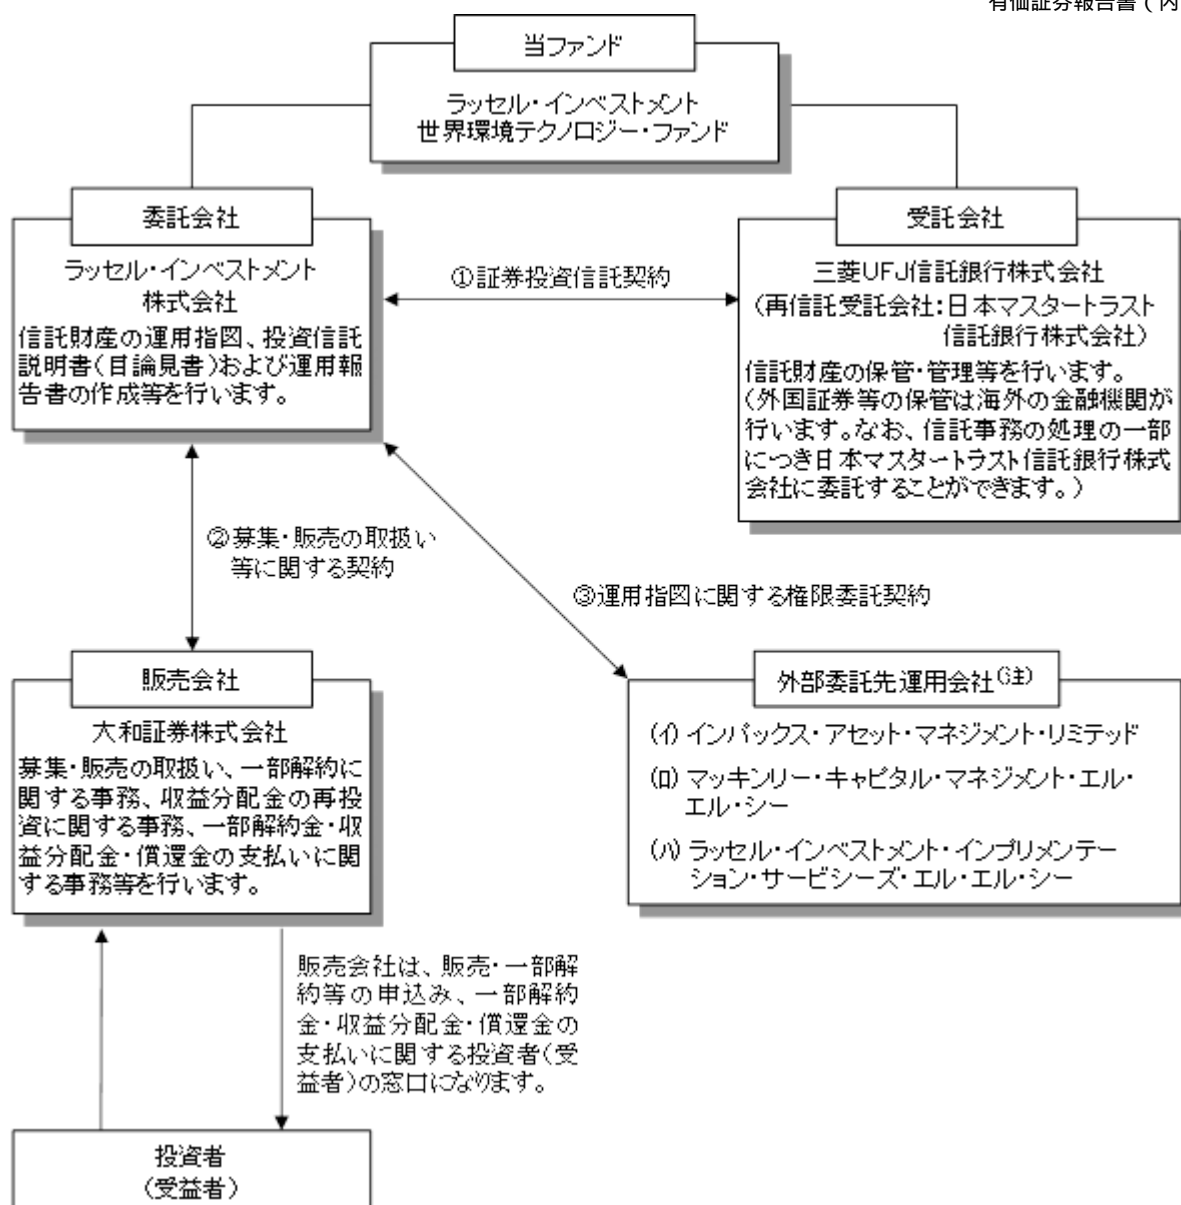 有価証券報告書(内
当ファンド
ラッセル・インベストメント
世界環境テクノロジー・ファンド
委託会社
ラッセル・インベストメント
株式会社
信託財産の運用指図、投資信託
説明書(目論見書)および運用報
告書の作成等を行います。
①証券投資信託契約
受託会社
三菱UFJ信託銀行株式会社
(再信託受託会社:日本マスタートラスト
信託銀行株式会社)
信託財産の保管・管理等を行います。
(外国証券等の保管は海外の金融機関が
行います。なお、信託事務の処理の一部
につき日本マスタートラスト信託銀行株式
会社に委託することができます。)
②募集・販売の取扱い
等に関する契約
③運用指図に関する権限委託契約
販売会社
大和証券株式会社
募集・販売の取扱い、一部解約に
関する事務、収益分配金の再投
資に関する事務、一部解約金・収
益分配金・償還金の支払いに関
する事務等を行います。
外部委託先運用会社(注)
(イ) インパックス・アセット・マネジメント・リミテッド
(ロ) マッキンリー・キャピタル・マネジメント・エル・
エル・シー
(ハ) ラッセル・インベストメント・インプリメンテー
ション・サービシーズ・エル・エル・シー
販売会社は、販売・一部解
約等の申込み、一部解約
金・収益分配金・償還金の
支払いに関する投資者(受
益者)の窓口になります。
投資者
(受益者)